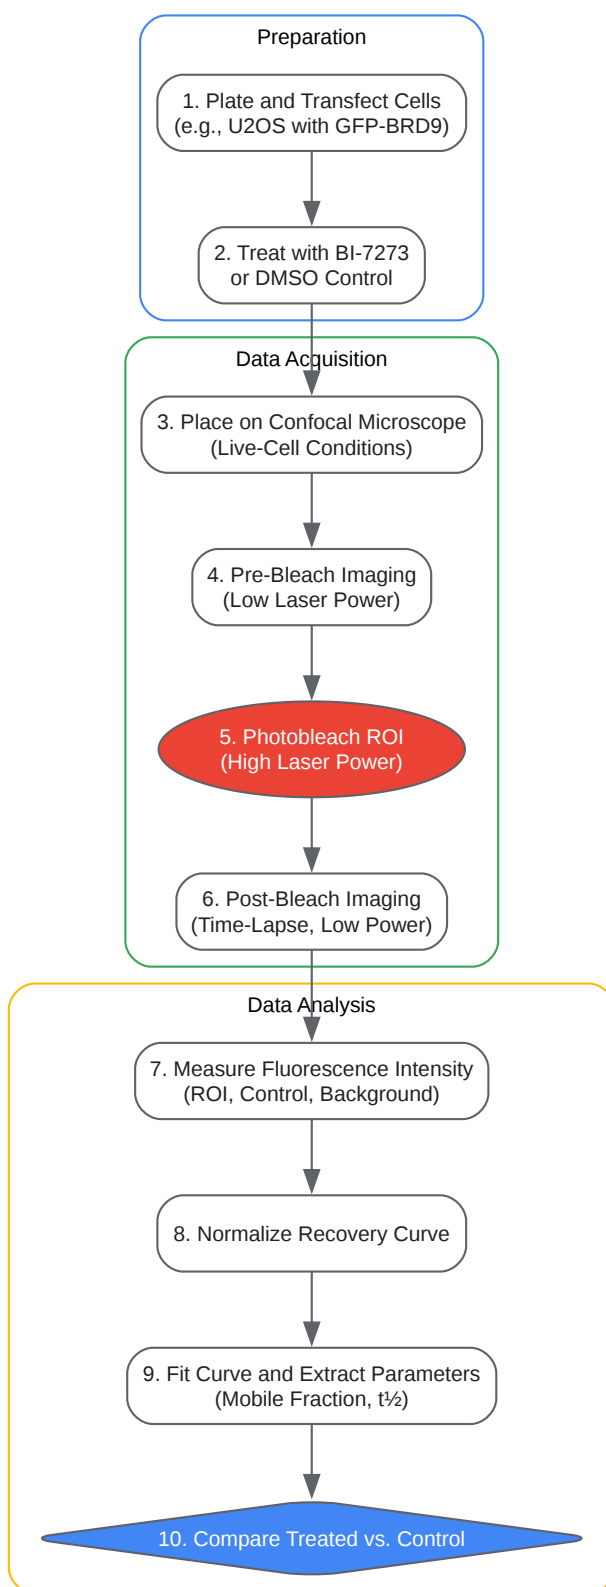 Preparation
1. Plate and Transfect Cells
(e.g., U2OS with GFP-BRD9)
2. Treat with BI-7273
or DMSO Control
Data Acquisition
3. Place on Confocal Microscope
(Live-Cell Conditions)
4. Pre-Bleach Imaging
(Low Laser Power)
5. Photobleach ROI
(High Laser Power)
6. Post-Bleach Imaging
(Time-Lapse, Low Power)
Data Analysis
7. Measure Fluorescence Intensity
(ROI, Control, Background)
8. Normalize Recovery Curve
9. Fit Curve and Extract Parameters
(Mobile Fraction, t½)
10. Compare Treated vs. Control